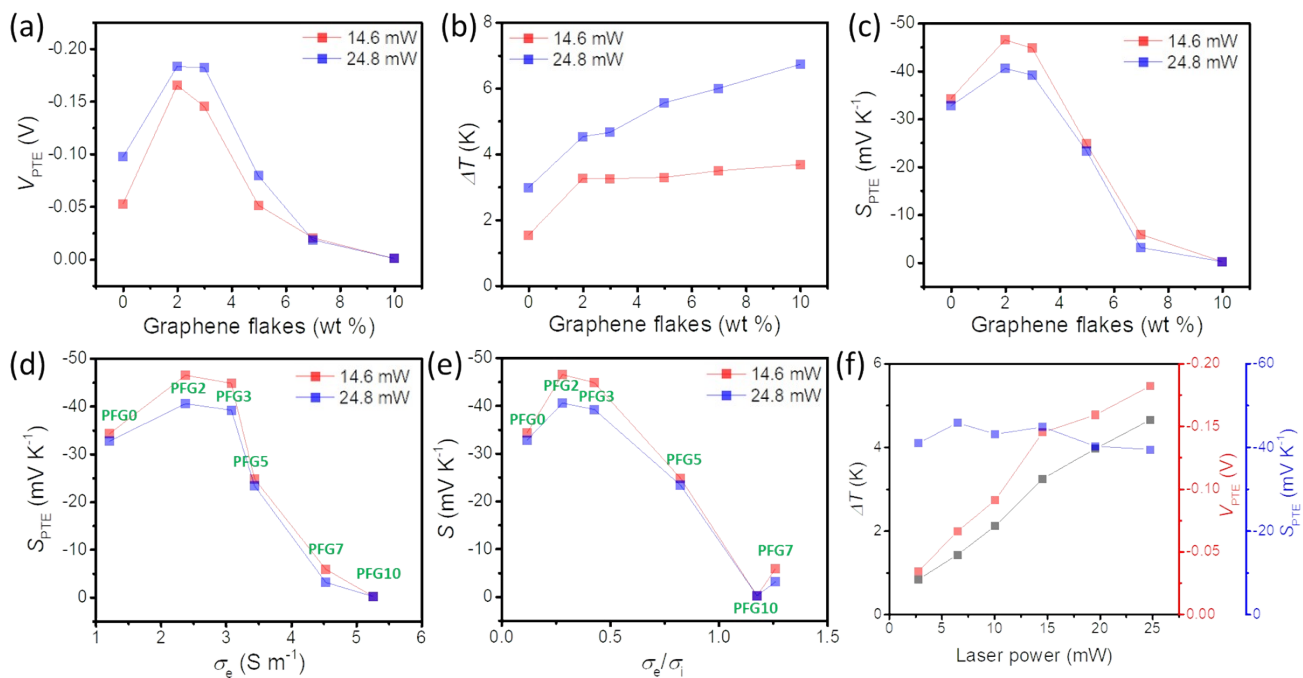 (a)
-0.20
-0.15
-0.10
-0.05
0.00
V_PTE (V)
14.6 mW
24.8 mW
0 2 4 6 8 10
Graphene flakes (wt %)
(b)
8
6
4
2
0
ΔT (K)
14.6 mW
24.8 mW
0 2 4 6 8 10
Graphene flakes (wt %)
(c)
-50
-40
-30
-20
-10
0
S_PTE (mV K⁻¹)
14.6 mW
24.8 mW
0 2 4 6 8 10
Graphene flakes (wt %)
(d)
-50
-40
-30
-20
-10
0
S_PTE (mV K⁻¹)
14.6 mW
24.8 mW
PFG0
PFG2
PFG3
PFG5
PFG7
PFG10
1 2 3 4 5 6
σ_e (S m⁻¹)
(e)
-50
-40
-30
-20
-10
0
S (mV K⁻¹)
14.6 mW
24.8 mW
PFG0
PFG2
PFG3
PFG5
PFG7
PFG10
0.0 0.5 1.0 1.5
σ_e/σ_i
(f)
6
4
2
0
ΔT (K)
-0.20
-0.15
-0.10
-0.05
0.00
V_PTE (V)
-60
-40
-20
0
S_PTE (mV K⁻¹)
0 5 10 15 20 25
Laser power (mW)